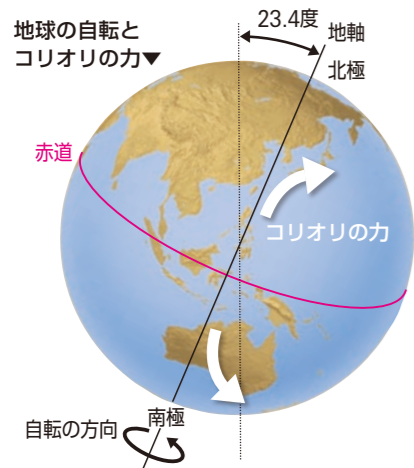 地球の自転と
コリオリの力▼
23.4度
地軸
北極
赤道
コリオリの力
南極
自転の方向